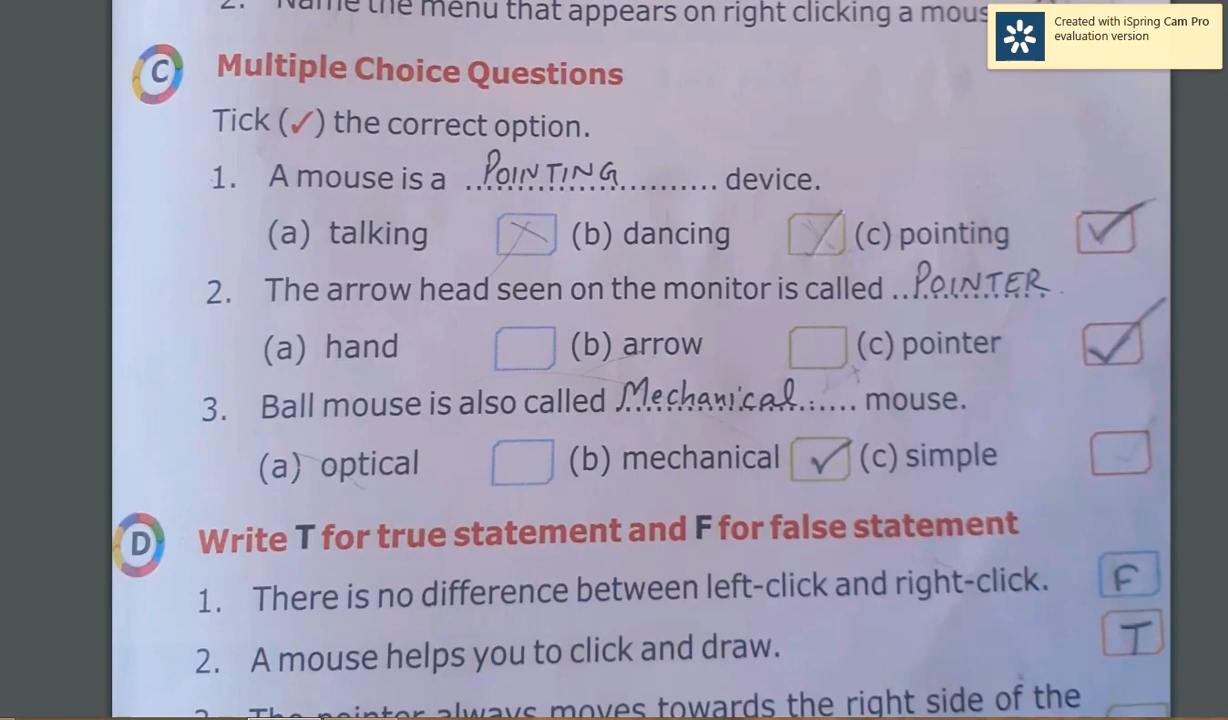 2. Name the menu that appears on right clicking a mous
Created with iSpring Cam Pro
evaluation version
C Multiple Choice Questions
Tick (✓) the correct option.
1. A mouse is a ..POINTING.......... device.
(a) talking (b) dancing (c) pointing ✓
2. The arrow head seen on the monitor is called ..POINTER
(a) hand (b) arrow (c) pointer ✓
3. Ball mouse is also called Mechanical...... mouse.
(a) optical (b) mechanical ✓ (c) simple
D Write T for true statement and F for false statement
1. There is no difference between left-click and right-click. F
2. A mouse helps you to click and draw. T
3. The pointer always moves towards the right side of the